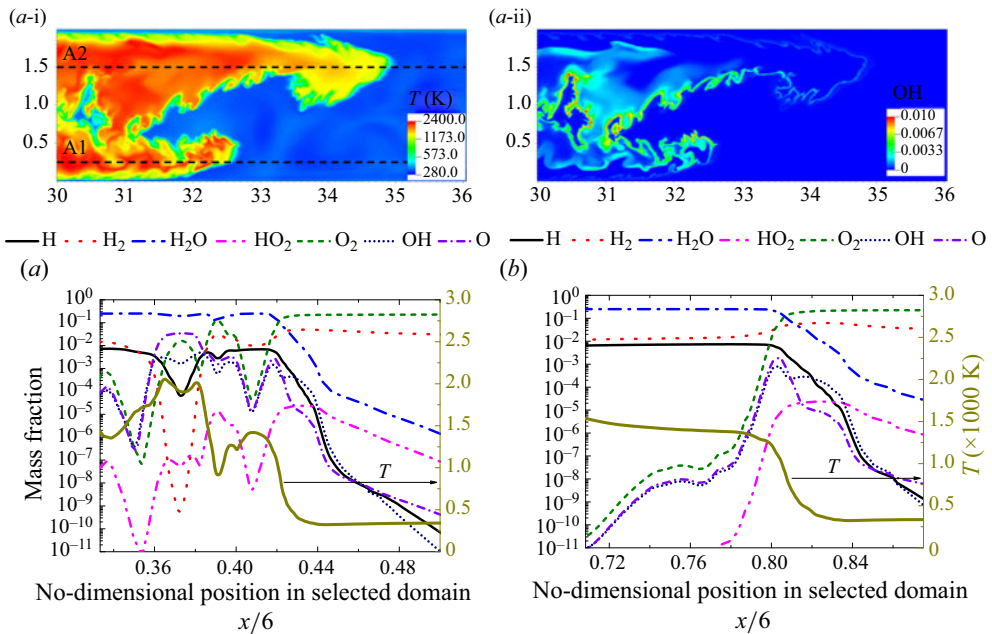 (a-i) (a-ii)
A2
1.5 1.5
T (K) OH
1.0 1.0
2400.0 0.010
1173.0 0.0067
0.5 573.0 0.5 0.0033
A1 280.0 0
30 31 32 33 34 35 36 30 31 32 33 34 35 36
H H2 H2O HO2 O2 OH O H H2 H2O HO2 O2 OH O
(a) (b)
10^0 3.0 10^0 3.0
10^−1 10^−1
10^−2 2.5 10^−2 2.5
10^−3 10^−3
10^−4 2.0 10^−4 2.0
10^−5 10^−5
10^−6 1.5 10^−6 1.5
10^−7 10^−7
10^−8 T 1.0 10^−8 T 1.0
10^−9 10^−9
10^−10 0.5 10^−10 0.5
10^−11 0 10^−11 0
Mass fraction
T (×1000 K)
0.36 0.40 0.44 0.48 0.72 0.76 0.80 0.84
No-dimensional position in selected domain No-dimensional position in selected domain
x/6 x/6